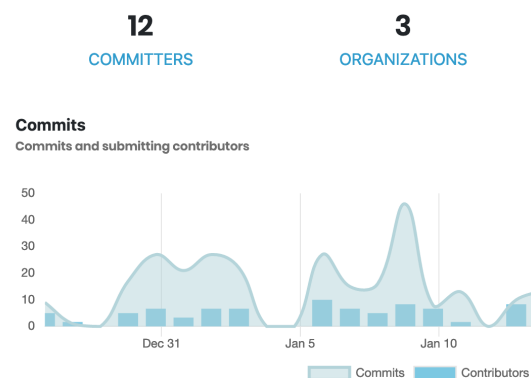 12 3
COMMITTERS ORGANIZATIONS
Commits
Commits and submitting contributors
50
40
30
20
10
0
Dec 31 Jan 5 Jan 10
Commits Contributors